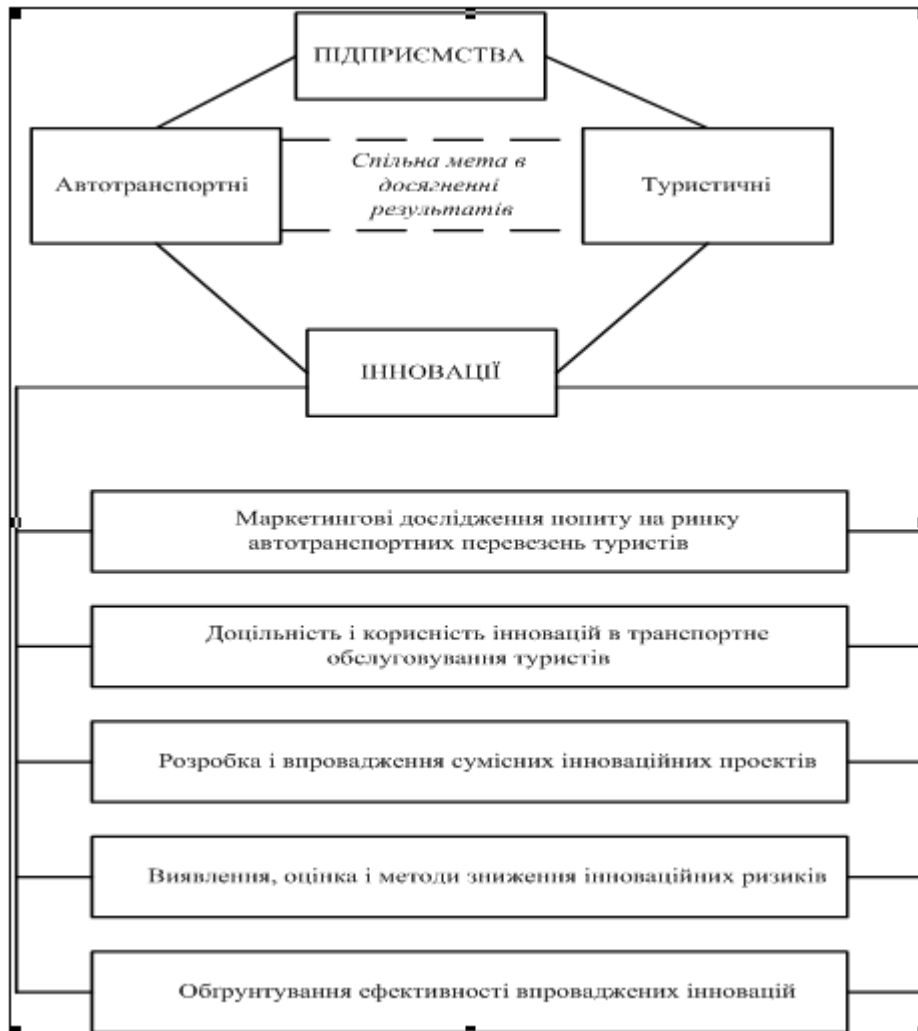 ПІДПРИЄМСТВА
Автотранспортні
Спільна мета в
досягненні
результатів
Туристичні
ІННОВАЦІЇ
Маркетингові дослідження попиту на ринку
автотранспортних перевезень туристів
Доцільність і корисність інновацій в транспортне
обслуговування туристів
Розробка і впровадження сумісних інноваційних проектів
Виявлення, оцінка і методи зниження інноваційних ризиків
Обгрунтування ефективності впроваджених інновацій